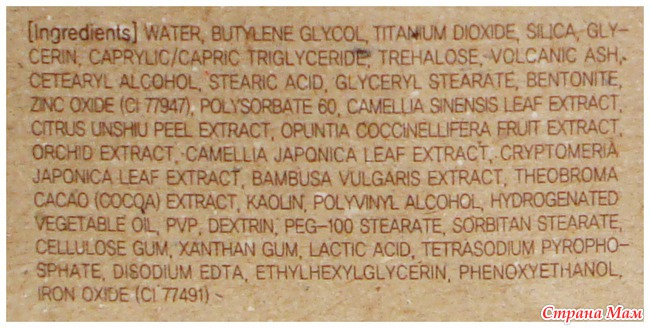 [Ingredients] WATER, BUTYLENE GLYCOL, TITANIUM DIOXIDE, SILICA, GLY-
CERIN, CAPRYLIC/CAPRIC TRIGLYCERIDE, TREHALOSE, VOLCANIC ASH,
CETEARYL ALCOHOL, STEARIC ACID, GLYCERYL STEARATE, BENTONITE,
ZINC OXIDE (CI 77947), POLYSORBATE 60, CAMELLIA SINENSIS LEAF EXTRACT,
CITRUS UNSHIU PEEL EXTRACT, OPUNTIA COCCINELLIFERA FRUIT EXTRACT,
ORCHID EXTRACT, CAMELLIA JAPONICA LEAF EXTRACT, CRYPTOMERIA
JAPONICA LEAF EXTRACT, BAMBUSA VULGARIS EXTRACT, THEOBROMA
CACAO (COCOA) EXTRACT, KAOLIN, POLYVINYL ALCOHOL, HYDROGENATED
VEGETABLE OIL, PVP, DEXTRIN, PEG-100 STEARATE, SORBITAN STEARATE,
CELLULOSE GUM, XANTHAN GUM, LACTIC ACID, TETRASODIUM PYROPHO-
SPHATE, DISODIUM EDTA, ETHYLHEXYLGLYCERIN, PHENOXYETHANOL,
IRON OXIDE (CI 77491)
Страна Мам